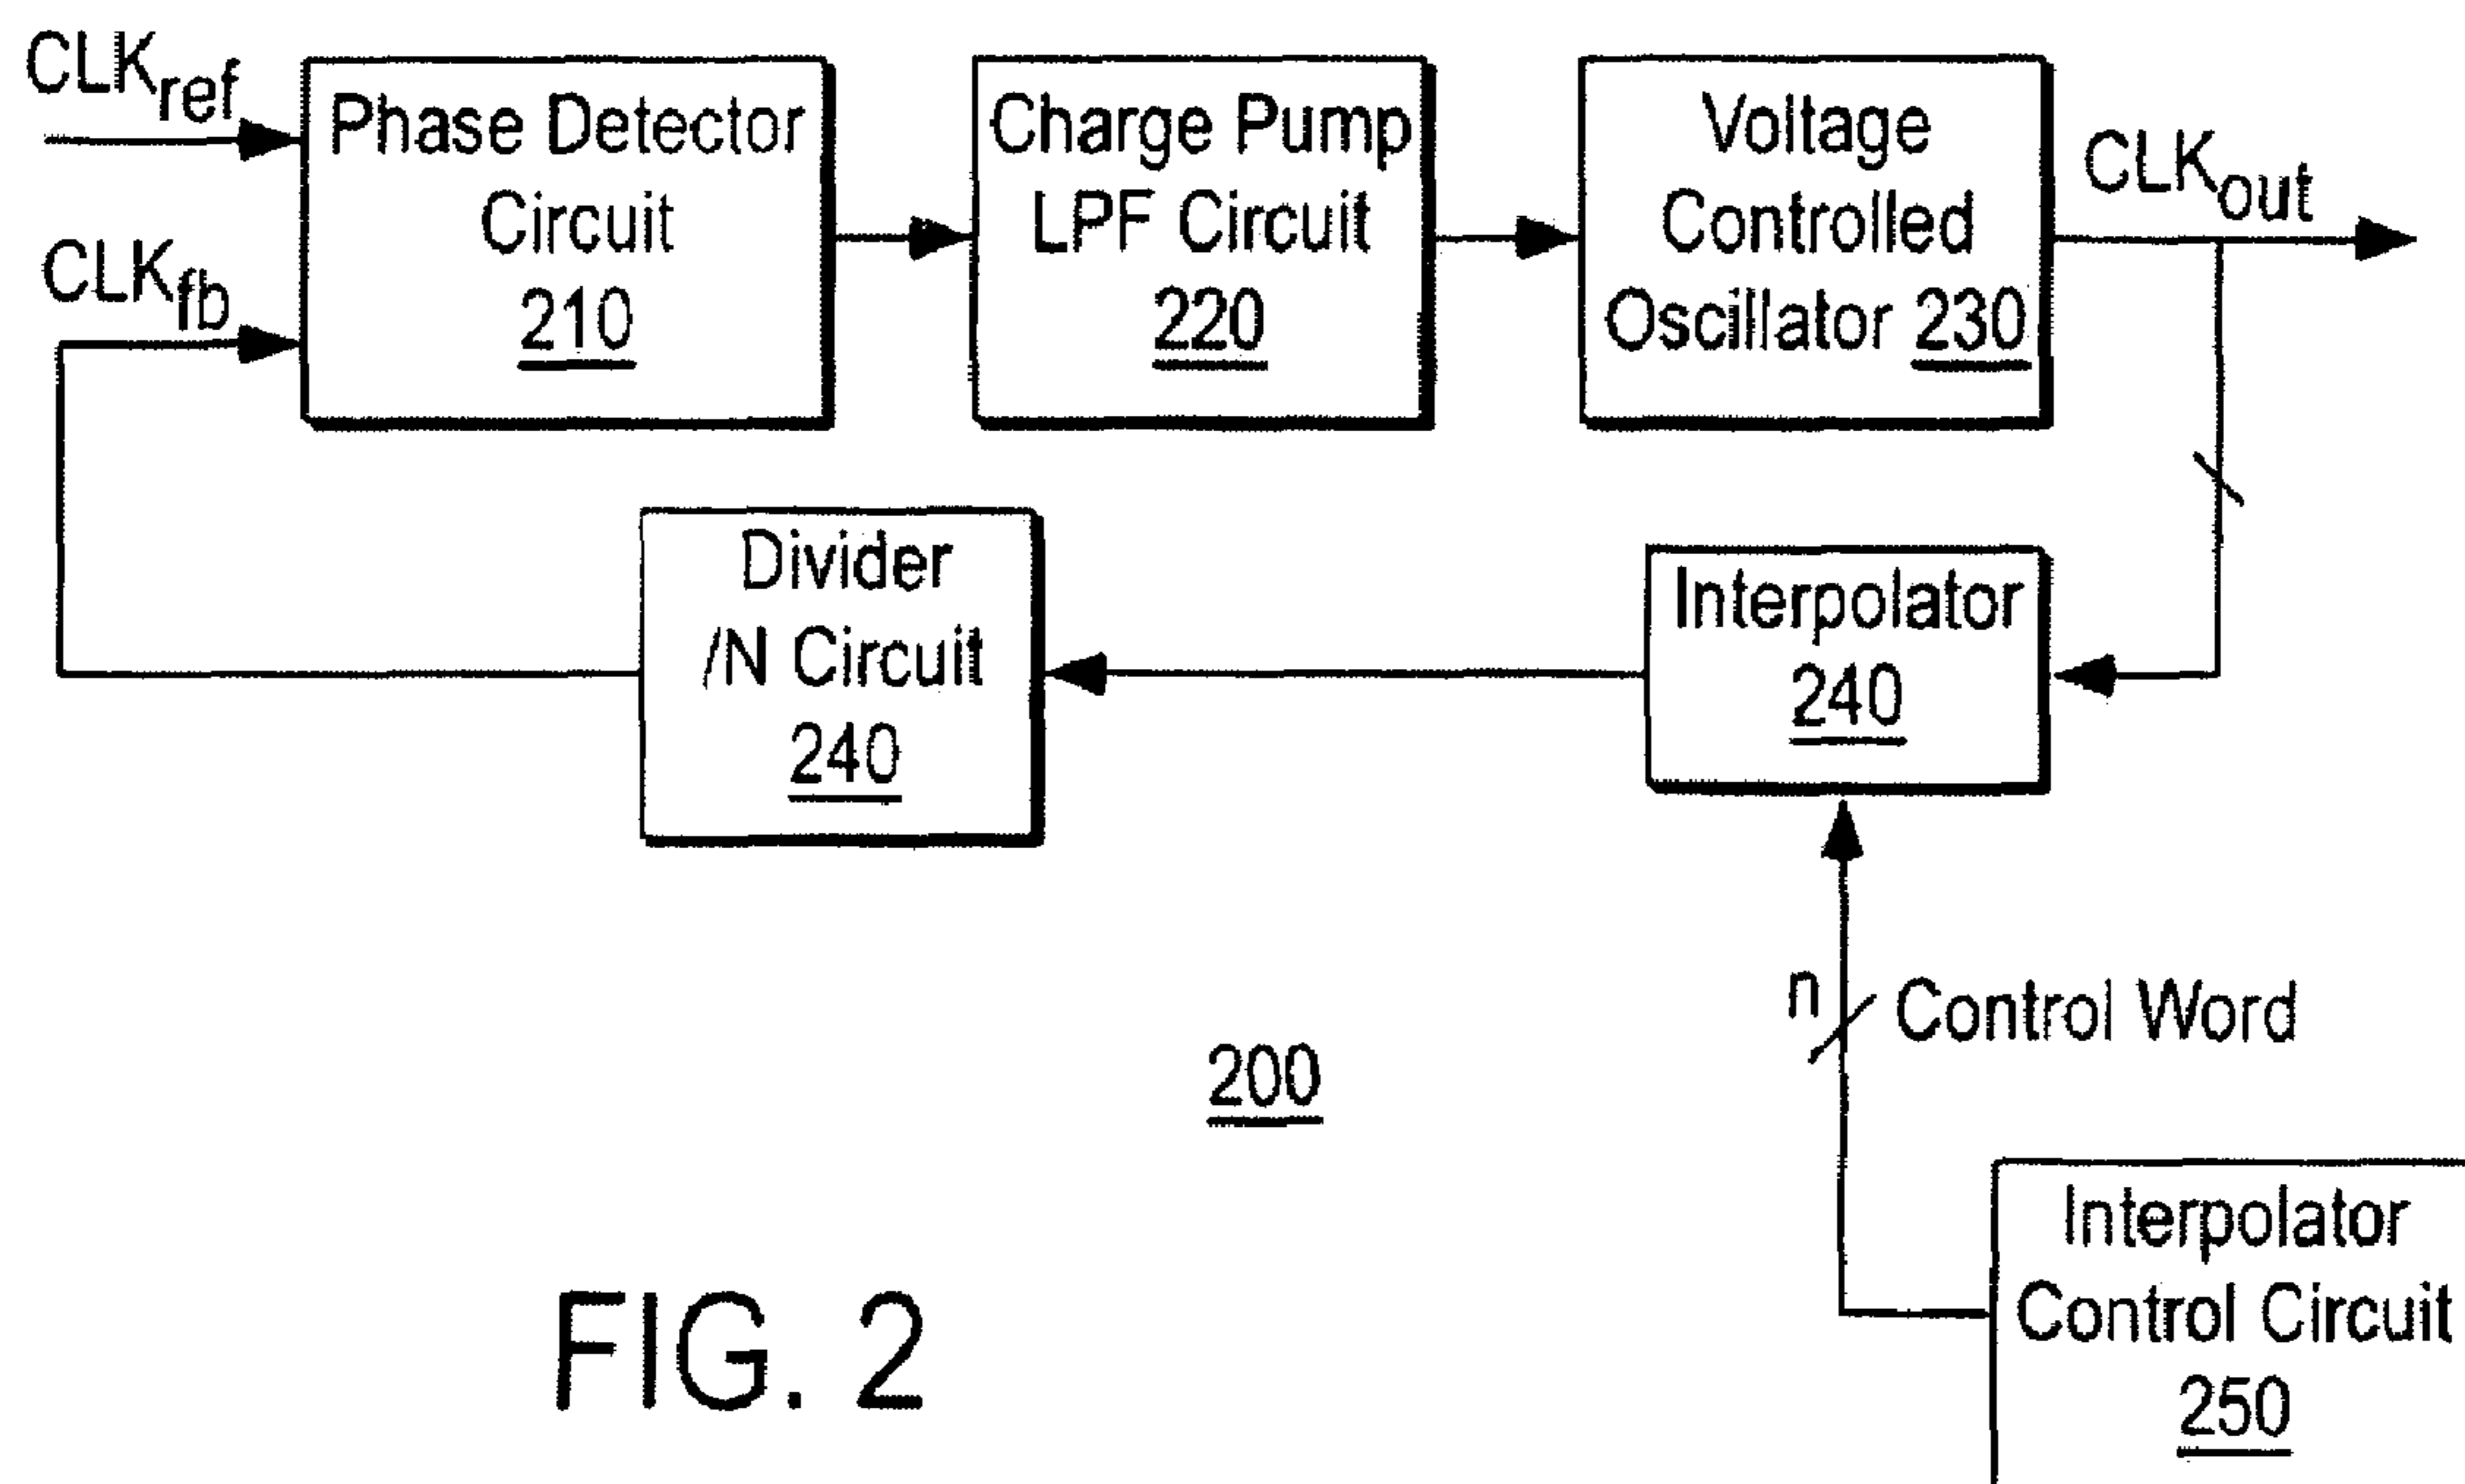 CLKref
Phase Detector
Circuit
210
CLKfb
Charge Pump
LPF Circuit
220
Voltage
Controlled
Oscillator 230
CLKout
Divider
/N Circuit
240
Interpolator
240
n
Control Word
200
Interpolator
Control Circuit
250
FIG. 2